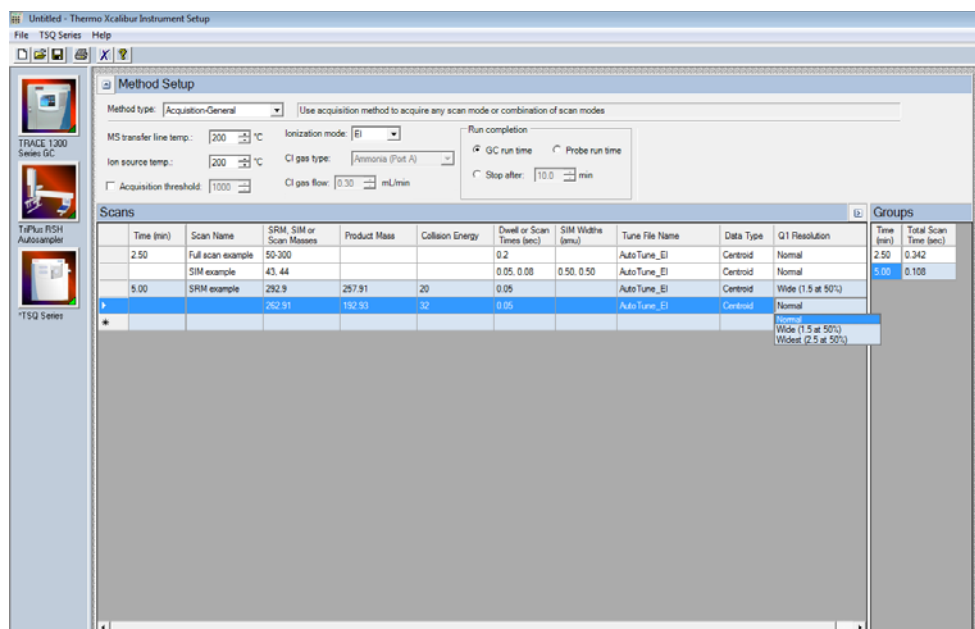 Untitled - Thermo Xcalibur Instrument Setup
File TSQ Series Help
Method Setup
Method type: Acquisition-General Use acquisition method to acquire any scan mode or combination of scan modes
MS transfer line temp.: 200 °C Ionization mode: EI Run completion
GC run time Probe run time
Ion source temp.: 200 °C CI gas type: Ammonia (Port A)
Stop after: 10.0 min
Acquisition threshold: 1000 CI gas flow: 0.30 mL/min
TRACE 1300
Series GC
TriPlus RSH
Autosampler
*TSQ Series
Scans Groups
Time (min) Scan Name SRM, SIM or Scan Masses Product Mass Collision Energy Dwell or Scan Times (sec) SIM Widths (amu) Tune File Name Data Type Q1 Resolution Time (min) Total Scan Time (sec)
2.50 Full scan example 50-300 0.2 AutoTune_EI Centroid Normal 2.50 0.342
SIM example 43, 44 0.05, 0.08 0.50, 0.50 AutoTune_EI Centroid Normal 5.00 0.108
5.00 SRM example 292.9 257.91 20 0.05 AutoTune_EI Centroid Wide (1.5 at 50%)
262.91 192.93 32 0.05 AutoTune_EI Centroid Normal
Normal
Wide (1.5 at 50%)
Widest (2.5 at 50%)